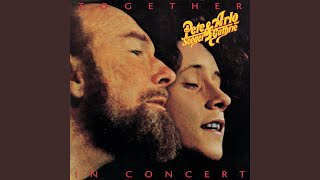 TOGETHER
Pete & Arlo
Seeger Guthrie
IN CONCERT